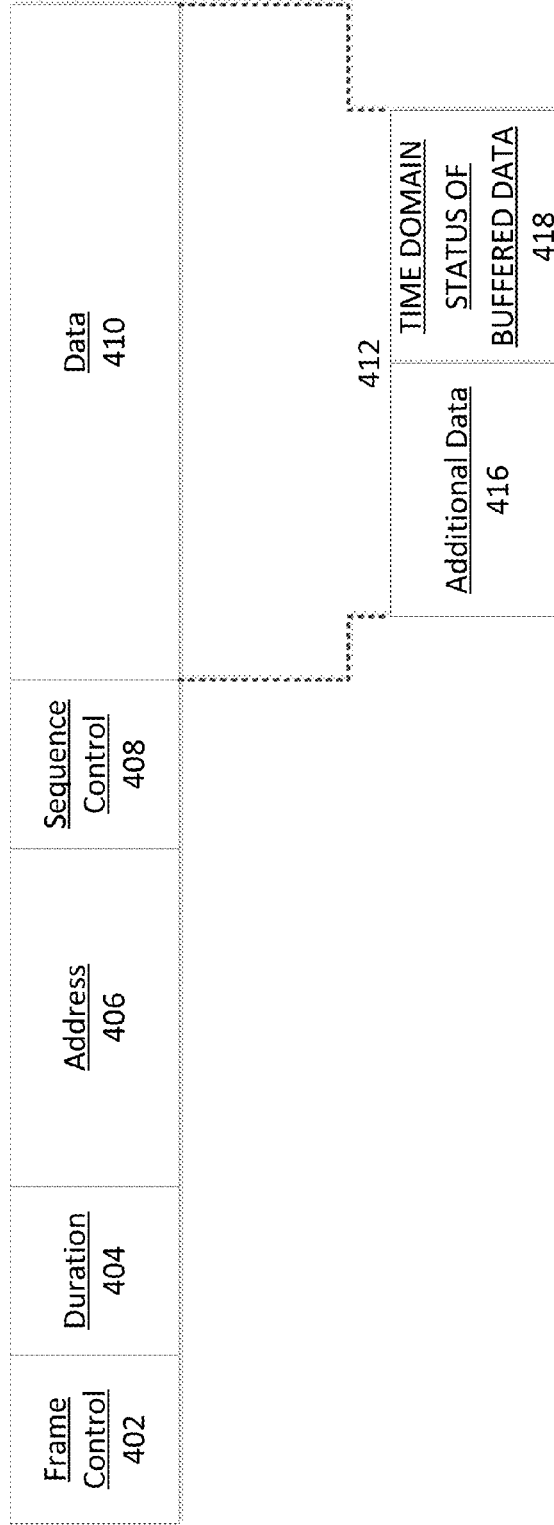 Frame
Control
402
Duration
404
Address
406
Sequence
Control
408
Data
410
412
Additional Data
416
TIME DOMAIN
STATUS OF
BUFFERED DATA
418